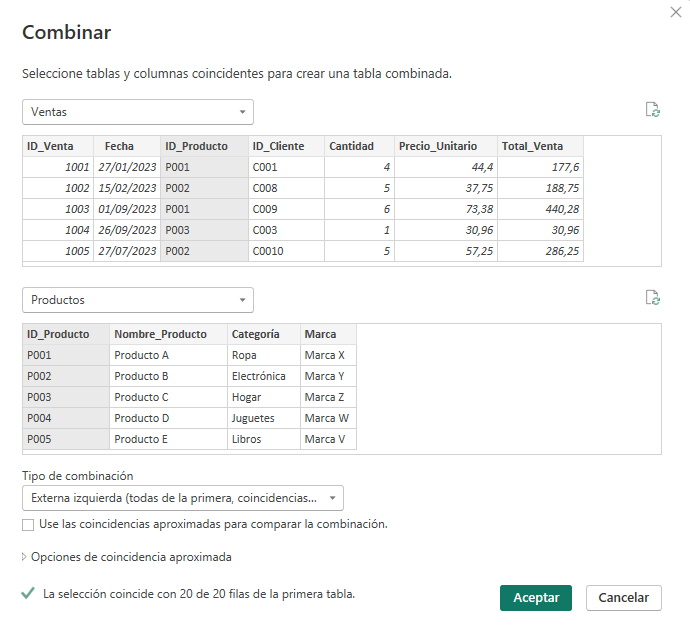 Combinar
Seleccione tablas y columnas coincidentes para crear una tabla combinada.
Ventas
ID_Venta Fecha ID_Producto ID_Cliente Cantidad Precio_Unitario Total_Venta
1001 27/01/2023 P001 C001 4 44,4 177,6
1002 15/02/2023 P002 C008 5 37,75 188,75
1003 01/09/2023 P001 C009 6 73,38 440,28
1004 26/09/2023 P003 C003 1 30,96 30,96
1005 27/07/2023 P002 C0010 5 57,25 286,25
Productos
ID_Producto Nombre_Producto Categoría Marca
P001 Producto A Ropa Marca X
P002 Producto B Electrónica Marca Y
P003 Producto C Hogar Marca Z
P004 Producto D Juguetes Marca W
P005 Producto E Libros Marca V
Tipo de combinación
Externa izquierda (todas de la primera, coincidencias...
Use las coincidencias aproximadas para comparar la combinación.
Opciones de coincidencia aproximada
La selección coincide con 20 de 20 filas de la primera tabla.
Aceptar Cancelar